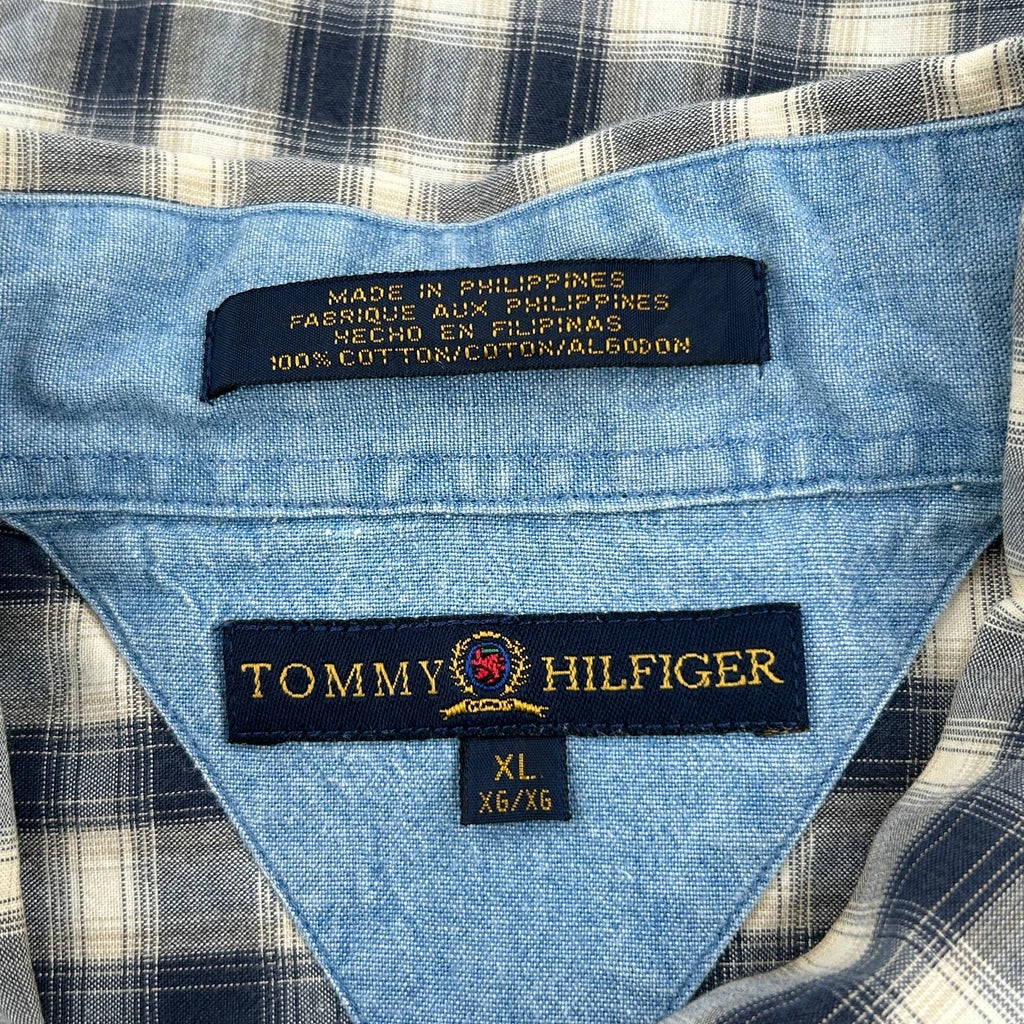 MADE IN PHILIPPINES
FABRIQUE AUX PHILIPPINES
HECHO EN FILIPINAS
100% COTTON/COTON/ALGODON
TOMMY HILFIGER
XL
XG/XG